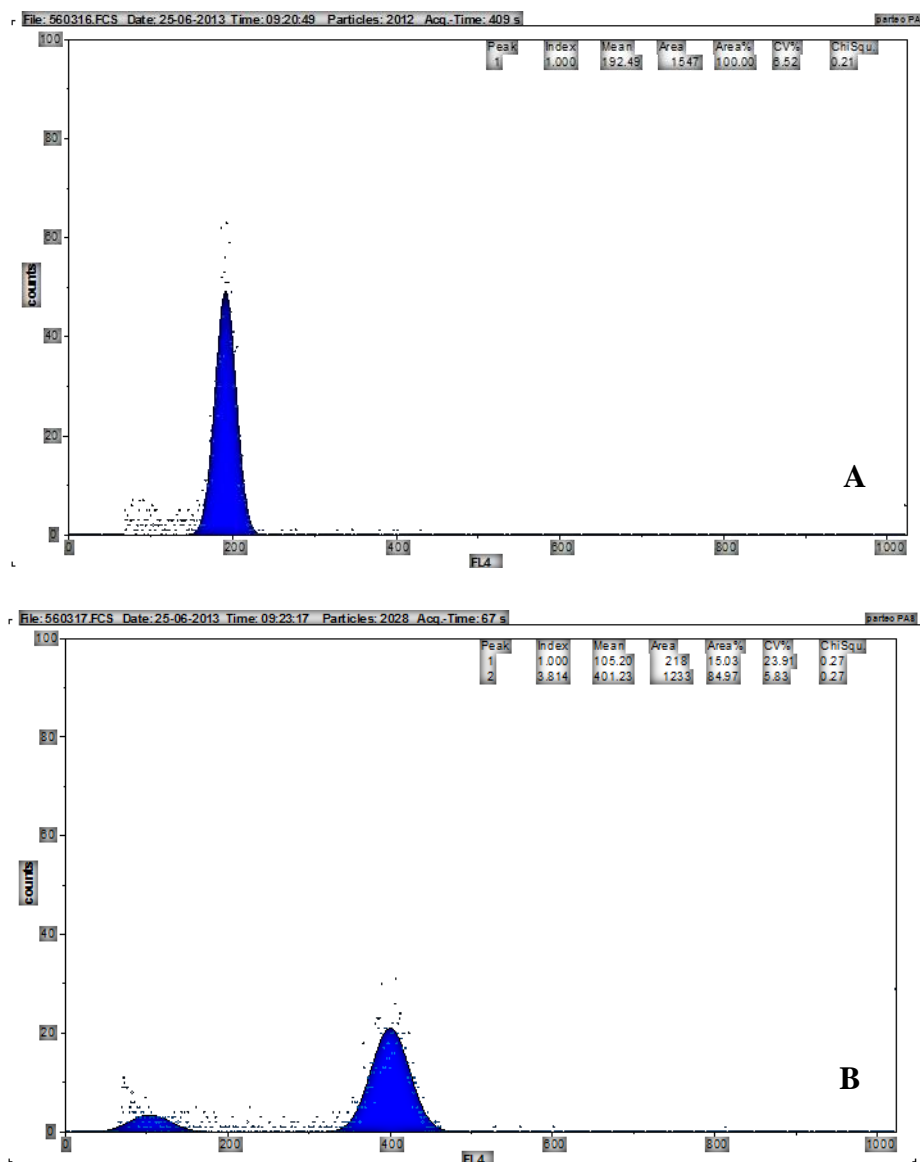 File: 560316.FCS Date: 25-06-2013 Time: 09:20:49 Particles: 2012 Acq.-Time: 409 s partec PAS
Peak Index Mean Area Area% CV% ChiSqu.
1 1.000 192.49 1547 100.00 6.52 0.21
100
80
60
40
20
0
counts
0 200 400 600 800 1000
FL4
A
File: 560317.FCS Date: 25-06-2013 Time: 09:23:17 Particles: 2028 Acq.-Time: 67 s partec PAS
Peak Index Mean Area Area% CV% ChiSqu.
1 1.000 105.20 218 15.03 23.91 0.27
2 3.814 401.23 1233 84.97 5.83 0.27
100
80
60
40
20
0
counts
0 200 400 600 800 1000
FL4
B